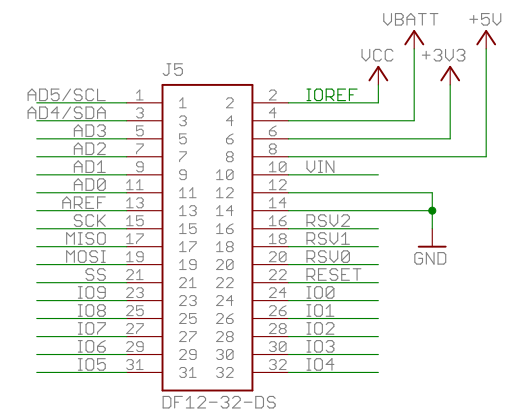 VBATT +5V
VCC +3V3
J5
AD5/SCL 1 1 2 2 IOREF
AD4/SDA 3 3 4 4
AD3 5 5 6 6
AD2 7 7 8 8
AD1 9 9 10 10 VIN
AD0 11 11 12 12
AREF 13 13 14 14
SCK 15 15 16 16 RSV2
MISO 17 17 18 18 RSV1
MOSI 19 19 20 20 RSV0
GND
SS 21 21 22 22 RESET
IO9 23 23 24 24 IO0
IO8 25 25 26 26 IO1
IO7 27 27 28 28 IO2
IO6 29 29 30 30 IO3
IO5 31 31 32 32 IO4
DF12-32-DS